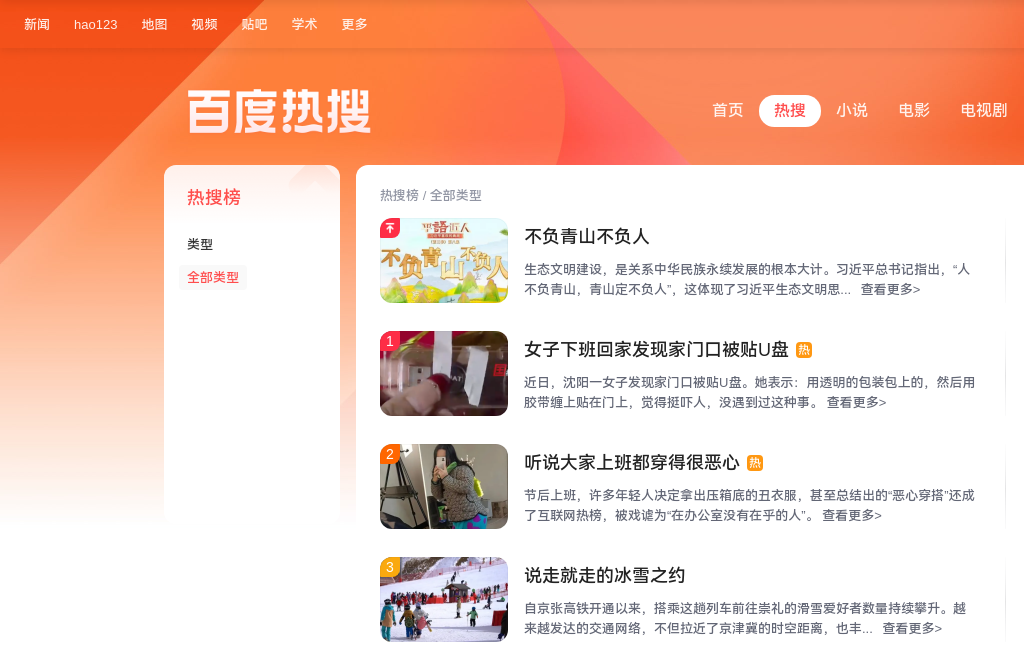 新闻 hao123 地图 视频 贴吧 学术 更多
百度热搜
首页 热搜 小说 电影 电视剧
热搜榜
类型
全部类型
热搜榜 / 全部类型
不负青山不负人
不负青山不负人
生态文明建设，是关系中华民族永续发展的根本大计。习近平总书记指出，“人
不负青山，青山定不负人”，这体现了习近平生态文明思... 查看更多>
1
女子下班回家发现家门口被贴U盘 热
近日，沈阳一女子发现家门口被贴U盘。她表示：用透明的包装包上的，然后用
胶带缠上贴在门上，觉得挺吓人，没遇到过这种事。 查看更多>
2
听说大家上班都穿得很恶心 热
节后上班，许多年轻人决定拿出压箱底的丑衣服，甚至总结出的“恶心穿搭”还成
了互联网热榜，被戏谑为“在办公室没有在乎的人”。 查看更多>
3
说走就走的冰雪之约
自京张高铁开通以来，搭乘这趟列车前往崇礼的滑雪爱好者数量持续攀升。越
来越发达的交通网络，不但拉近了京津冀的时空距离，也丰... 查看更多>